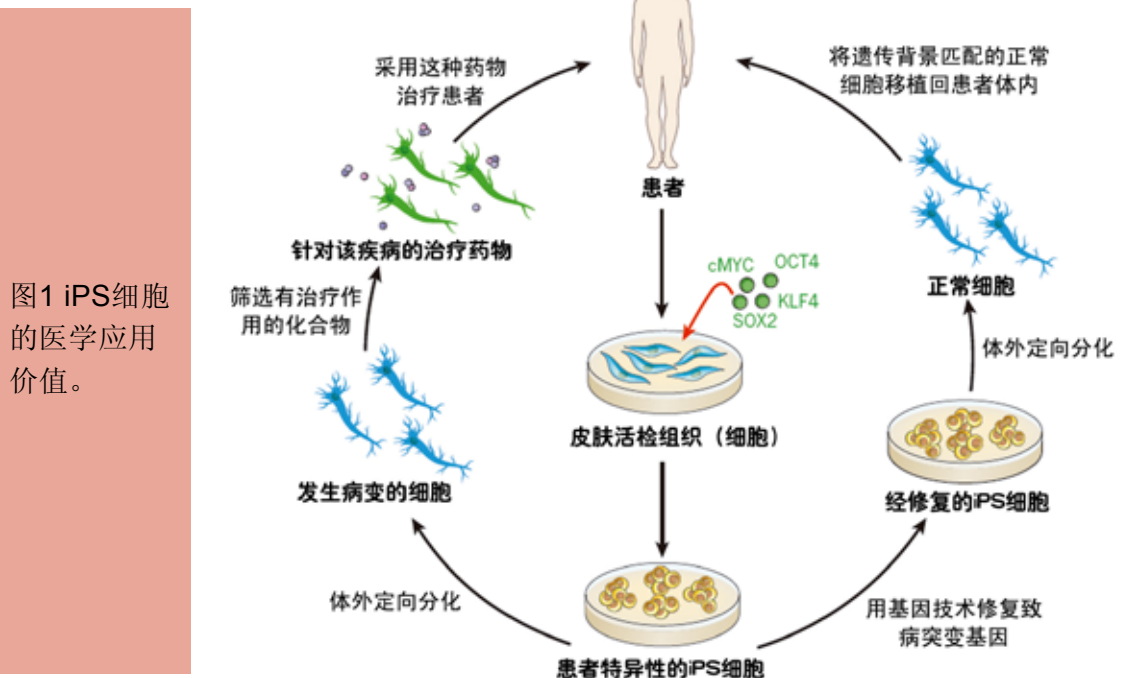 图1 iPS细胞
的医学应用
价值。
采用这种药物
治疗患者
将遗传背景匹配的正常
细胞移植回患者体内
患者
针对该疾病的治疗药物
cMYC
OCT4
KLF4
SOX2
正常细胞
筛选有治疗作
用的化合物
体外定向分化
皮肤活检组织（细胞）
发生病变的细胞
经修复的iPS细胞
体外定向分化
用基因技术修复致
病突变基因
患者特异性的iPS细胞